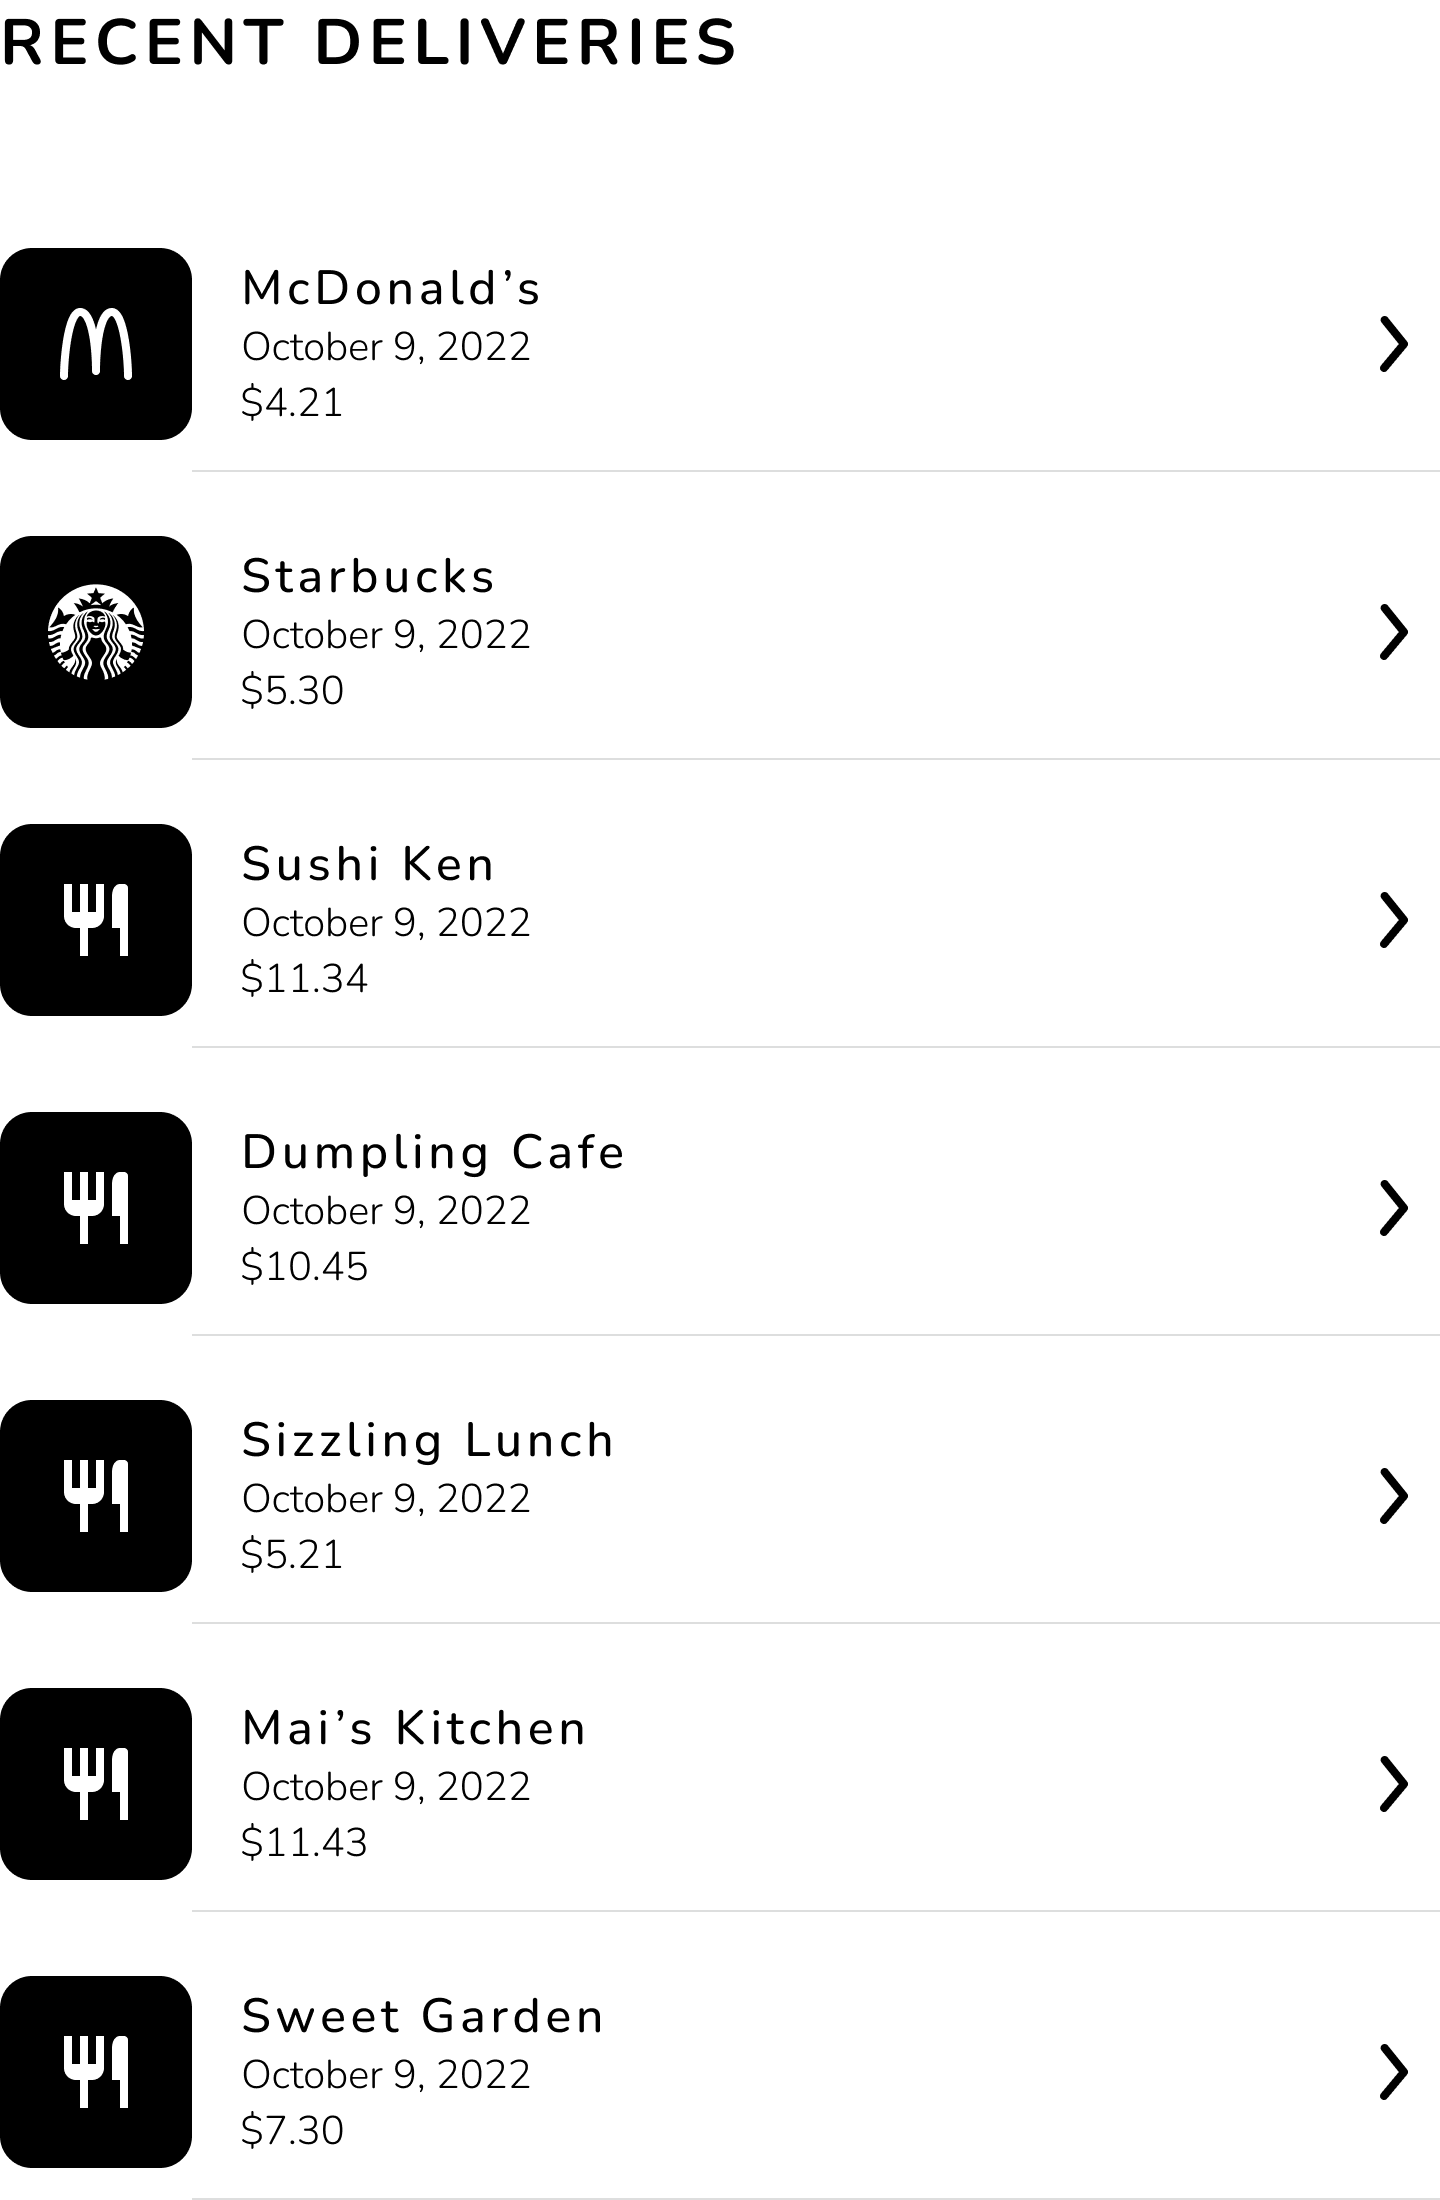 RECENT DELIVERIES
McDonald’s
October 9, 2022
$4.21
Starbucks
October 9, 2022
$5.30
Sushi Ken
October 9, 2022
$11.34
Dumpling Cafe
October 9, 2022
$10.45
Sizzling Lunch
October 9, 2022
$5.21
Mai’s Kitchen
October 9, 2022
$11.43
Sweet Garden
October 9, 2022
$7.30